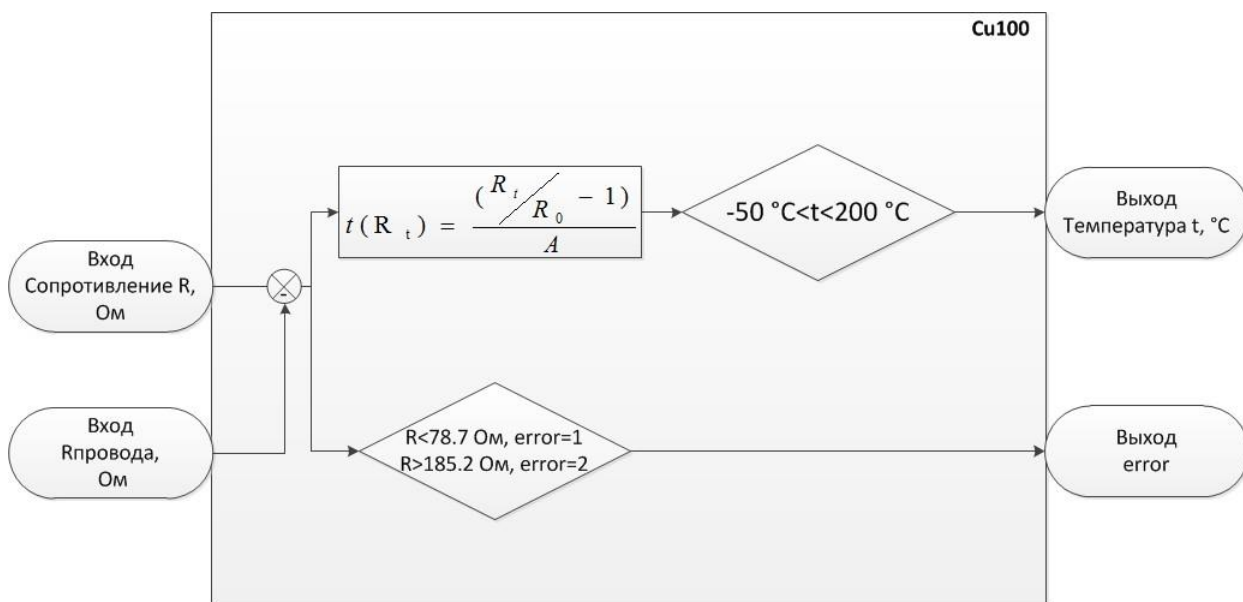 Cu100
Вход
Сопротивление R,
Ом
Вход
Rпровода,
Ом
-
t(R t) = (R t / R 0 - 1) / A
-50 °C<t<200 °C
R<78.7 Ом, error=1
R>185.2 Ом, error=2
Выход
Температура t, °C
Выход
error